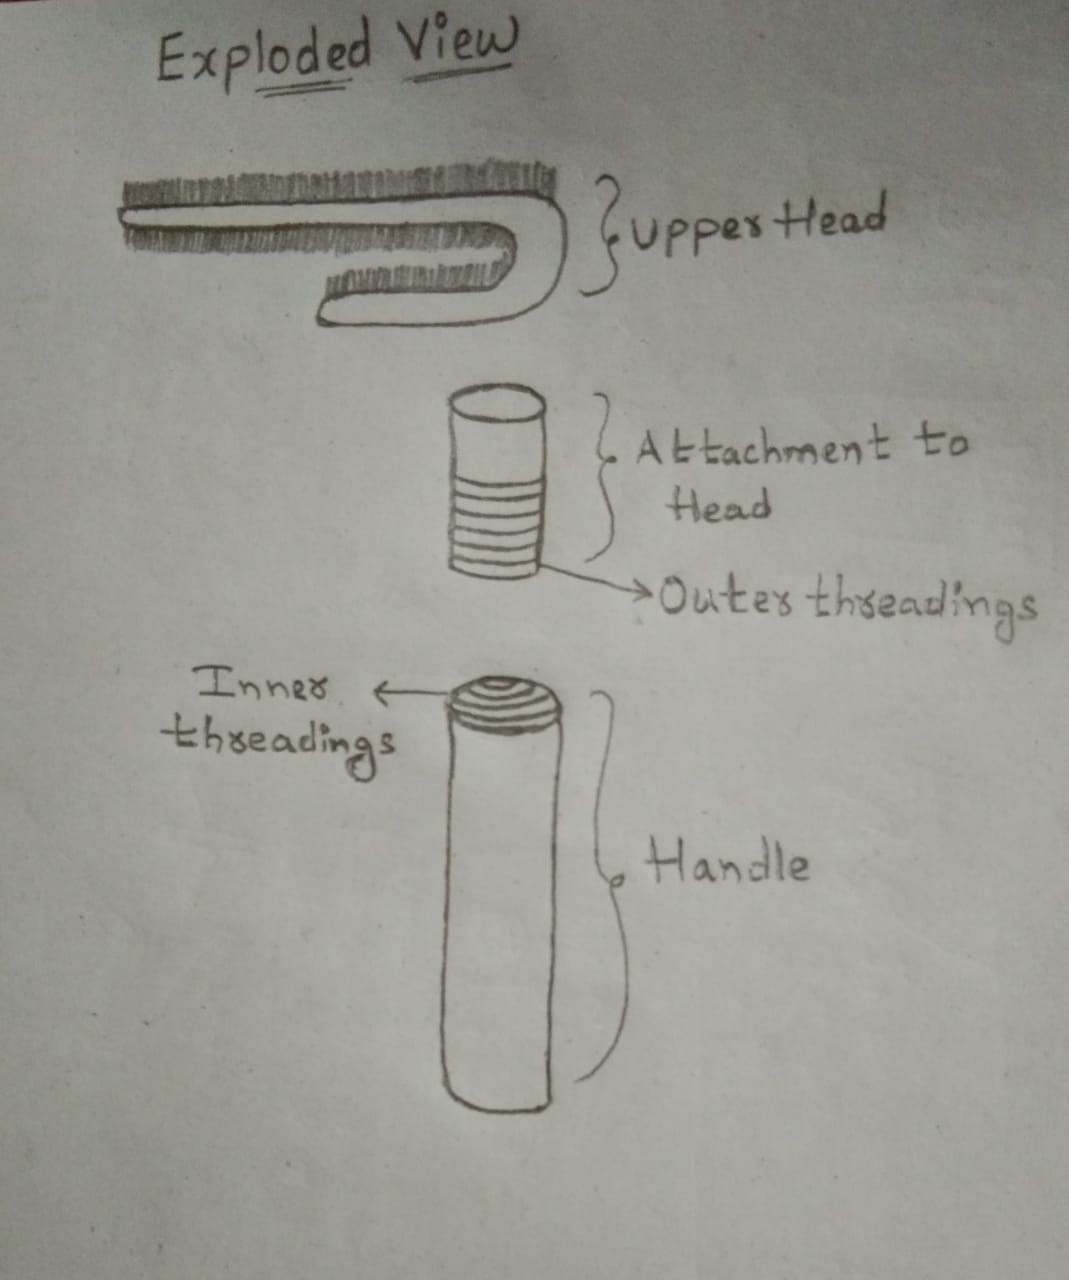 Exploded View
Upper Head
Attachment to
Head
Outer threadings
Inner
threadings
Handle